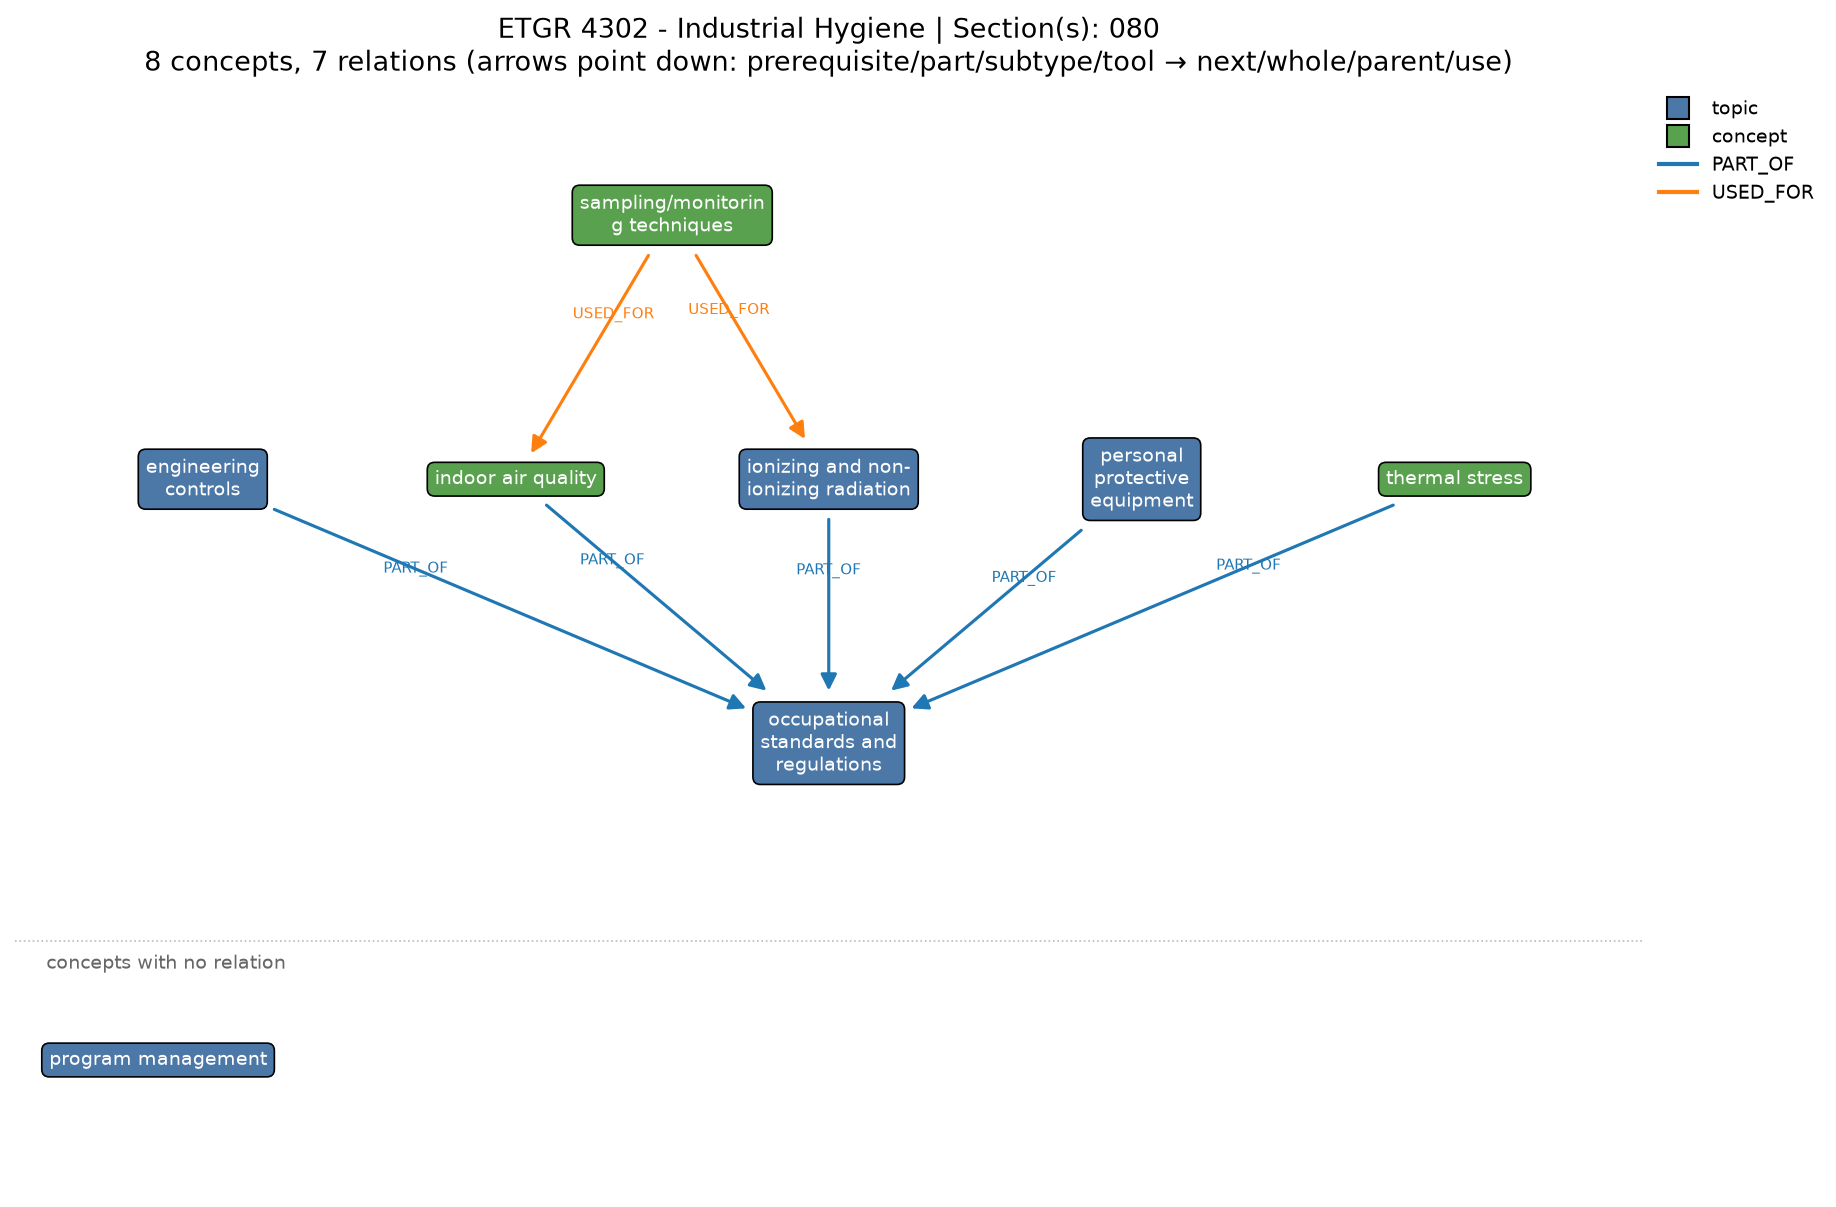 ETGR 4302 - Industrial Hygiene | Section(s): 080
8 concepts, 7 relations (arrows point down: prerequisite/part/subtype/tool → next/whole/parent/use)
topic
concept
PART_OF
USED_FOR
sampling/monitorin
g techniques
USED_FOR
USED_FOR
engineering
controls
indoor air quality
ionizing and non-
ionizing radiation
personal
protective
equipment
thermal stress
PART_OF
PART_OF
PART_OF
PART_OF
PART_OF
occupational
standards and
regulations
concepts with no relation
program management